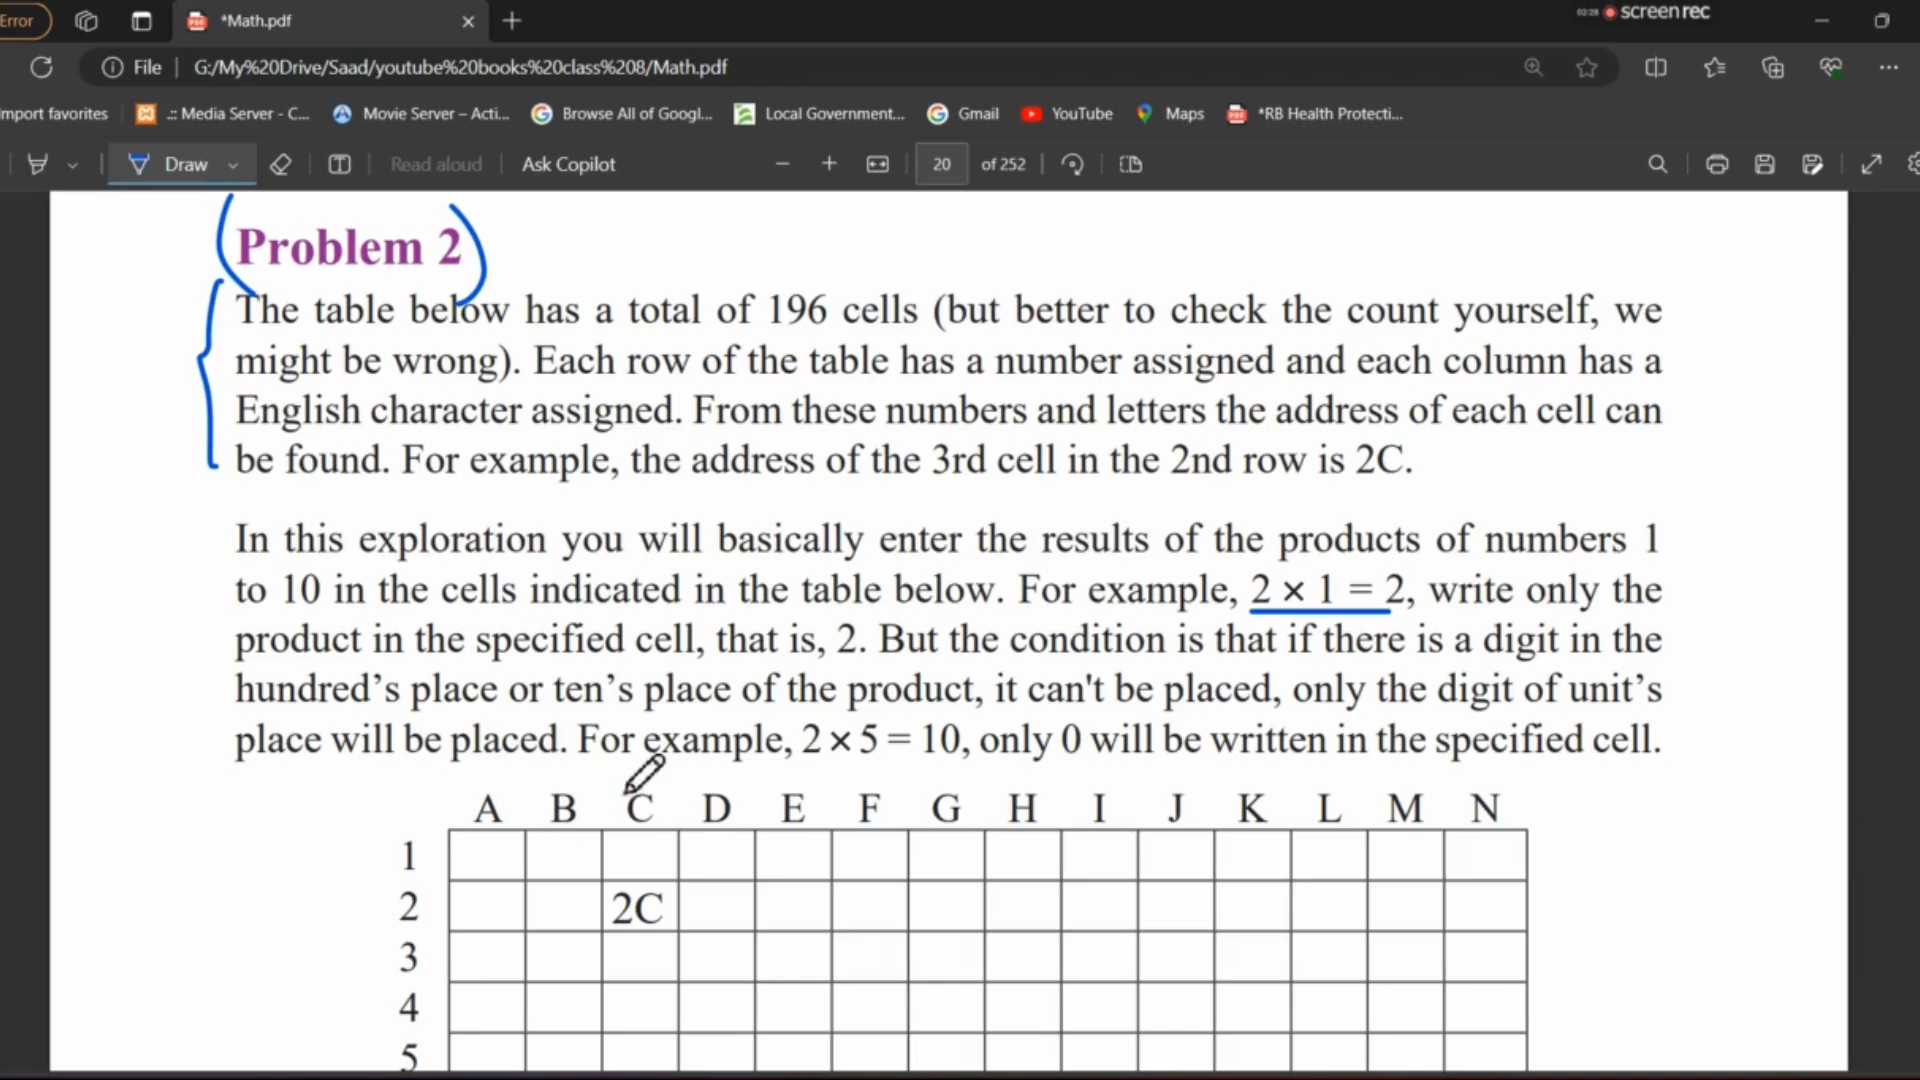 Error
*Math.pdf
02:28 screenrec
File G:/My%20Drive/Saad/youtube%20books%20class%208/Math.pdf
mport favorites .:: Media Server - C... Movie Server – Acti... Browse All of Googl... Local Government... Gmail YouTube Maps *RB Health Protecti...
Draw Read aloud Ask Copilot 20 of 252
Problem 2
The table below has a total of 196 cells (but better to check the count yourself, we
might be wrong). Each row of the table has a number assigned and each column has a
English character assigned. From these numbers and letters the address of each cell can
be found. For example, the address of the 3rd cell in the 2nd row is 2C.
In this exploration you will basically enter the results of the products of numbers 1
to 10 in the cells indicated in the table below. For example, 2 × 1 = 2, write only the
product in the specified cell, that is, 2. But the condition is that if there is a digit in the
hundred’s place or ten’s place of the product, it can't be placed, only the digit of unit’s
place will be placed. For example, 2 × 5 = 10, only 0 will be written in the specified cell.
A B C D E F G H I J K L M N
1
2 2C
3
4
5